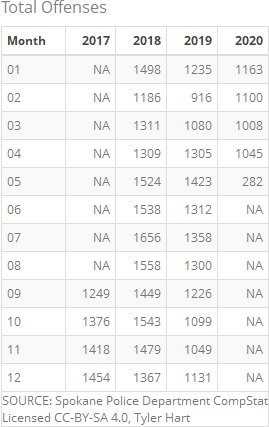 Total Offenses
Month 2017 2018 2019 2020
01 NA 1498 1235 1163
02 NA 1186 916 1100
03 NA 1311 1080 1008
04 NA 1309 1305 1045
05 NA 1524 1423 282
06 NA 1538 1312 NA
07 NA 1656 1358 NA
08 NA 1558 1300 NA
09 1249 1449 1226 NA
10 1376 1543 1099 NA
11 1418 1479 1049 NA
12 1454 1367 1131 NA
SOURCE: Spokane Police Department CompStat
Licensed CC-BY-SA 4.0, Tyler Hart